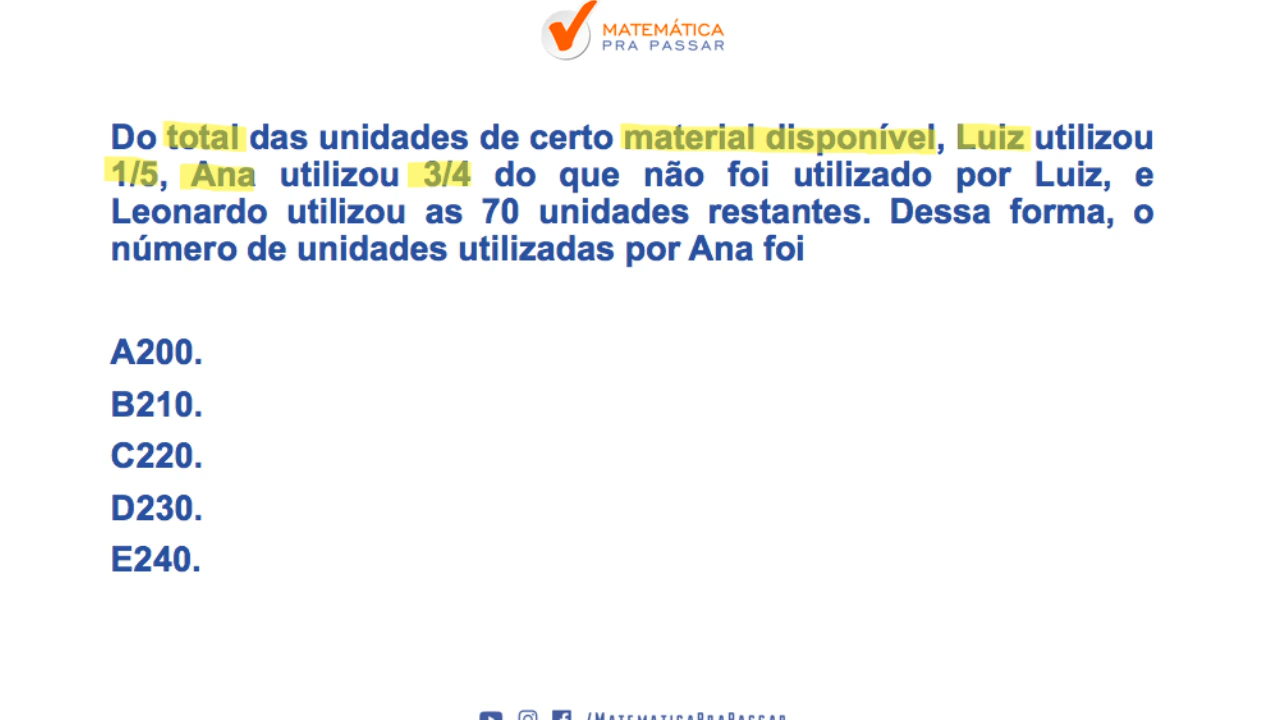 MATEMÁTICA
PRA PASSAR
Do total das unidades de certo material disponível, Luiz utilizou
1/5, Ana utilizou 3/4 do que não foi utilizado por Luiz, e
Leonardo utilizou as 70 unidades restantes. Dessa forma, o
número de unidades utilizadas por Ana foi
A200.
B210.
C220.
D230.
E240.
/MATEMATICAPRAPASSAR